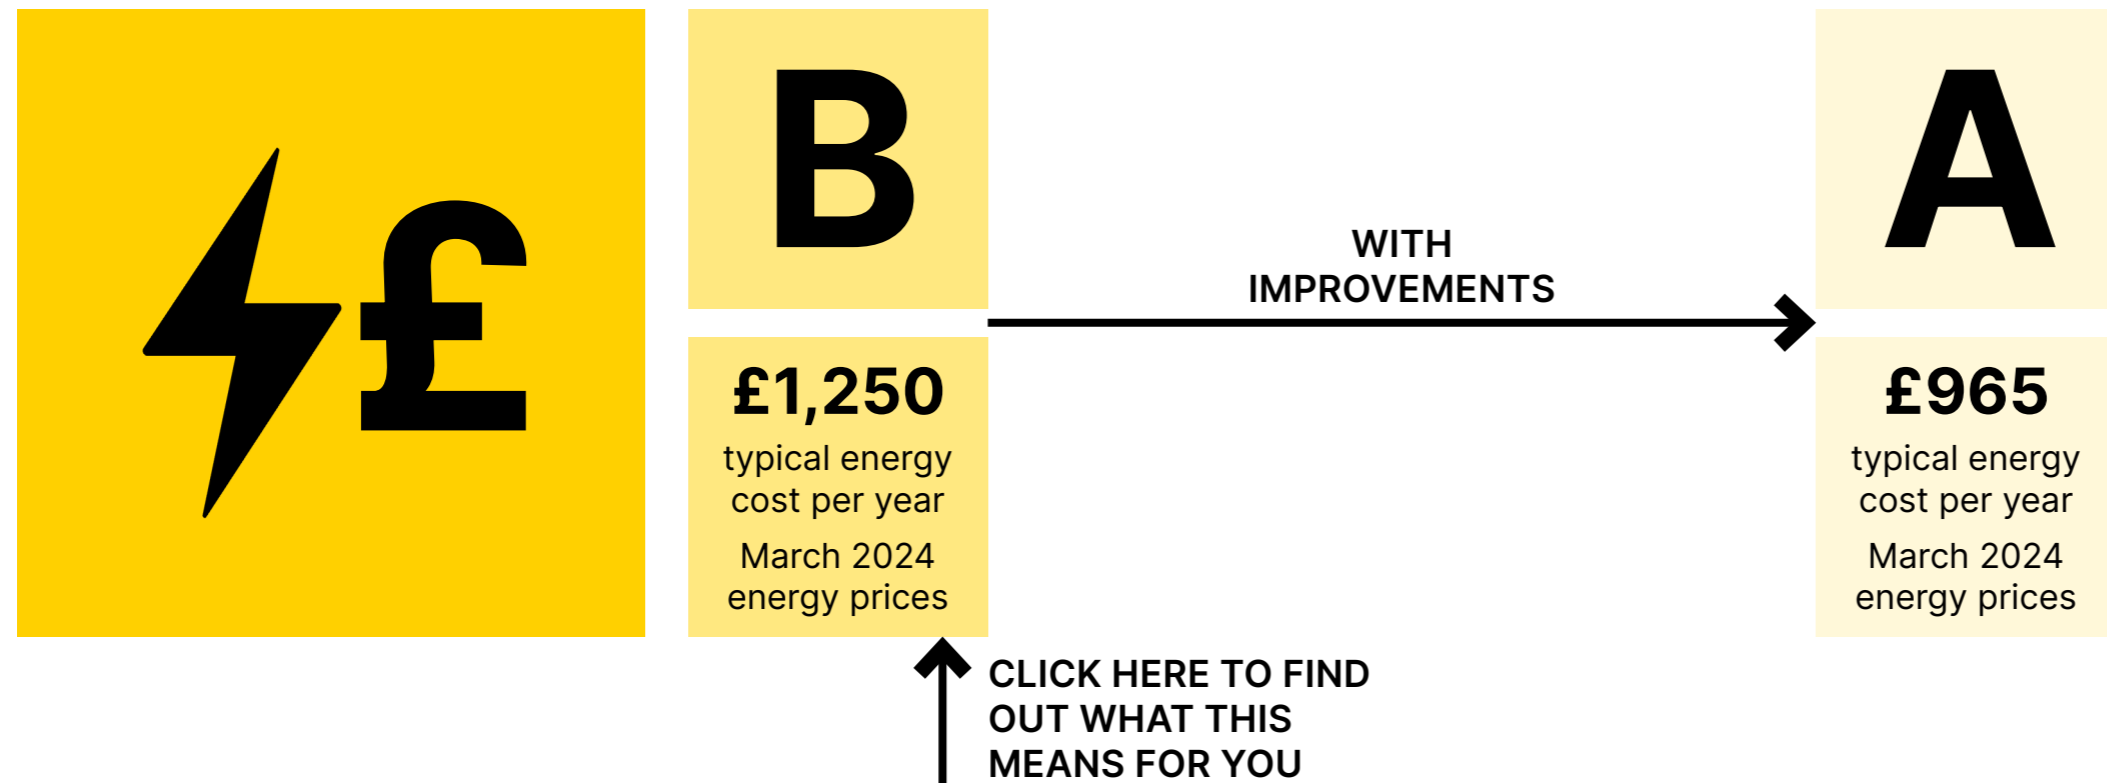 £
B
£1,250
typical energy
cost per year
March 2024
energy prices
WITH
IMPROVEMENTS
A
£965
typical energy
cost per year
March 2024
energy prices
CLICK HERE TO FIND
OUT WHAT THIS
MEANS FOR YOU